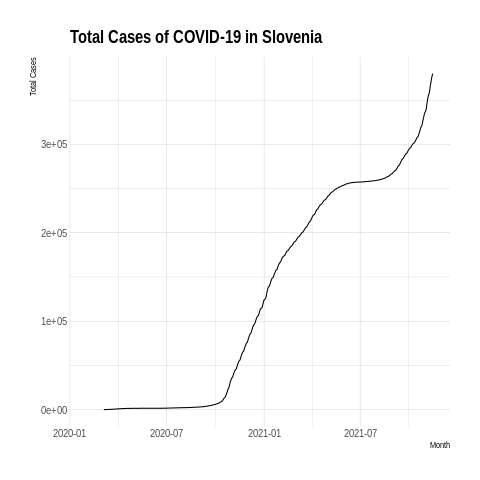 Total Cases of COVID-19 in Slovenia
Total Cases
3e+05
2e+05
1e+05
0e+00
2020-01 2020-07 2021-01 2021-07
Month